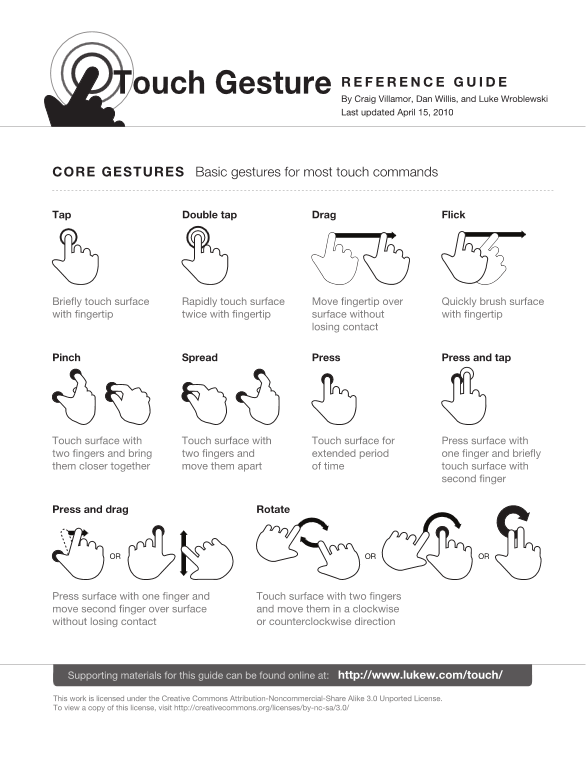 Touch Gesture REFERENCE GUIDE
By Craig Villamor, Dan Willis, and Luke Wroblewski
Last updated April 15, 2010
CORE GESTURES Basic gestures for most touch commands
Tap
Briefly touch surface
with fingertip
Double tap
Rapidly touch surface
twice with fingertip
Drag
Move fingertip over
surface without
losing contact
Flick
Quickly brush surface
with fingertip
Pinch
Touch surface with
two fingers and bring
them closer together
Spread
Touch surface with
two fingers and
move them apart
Press
Touch surface for
extended period
of time
Press and tap
Press surface with
one finger and briefly
touch surface with
second finger
Press and drag
OR
Press surface with one finger and
move second finger over surface
without losing contact
Rotate
OR
OR
Touch surface with two fingers
and move them in a clockwise
or counterclockwise direction
Supporting materials for this guide can be found online at: http://www.lukew.com/touch/
This work is licensed under the Creative Commons Attribution-Noncommercial-Share Alike 3.0 Unported License.
To view a copy of this license, visit http://creativecommons.org/licenses/by-nc-sa/3.0/